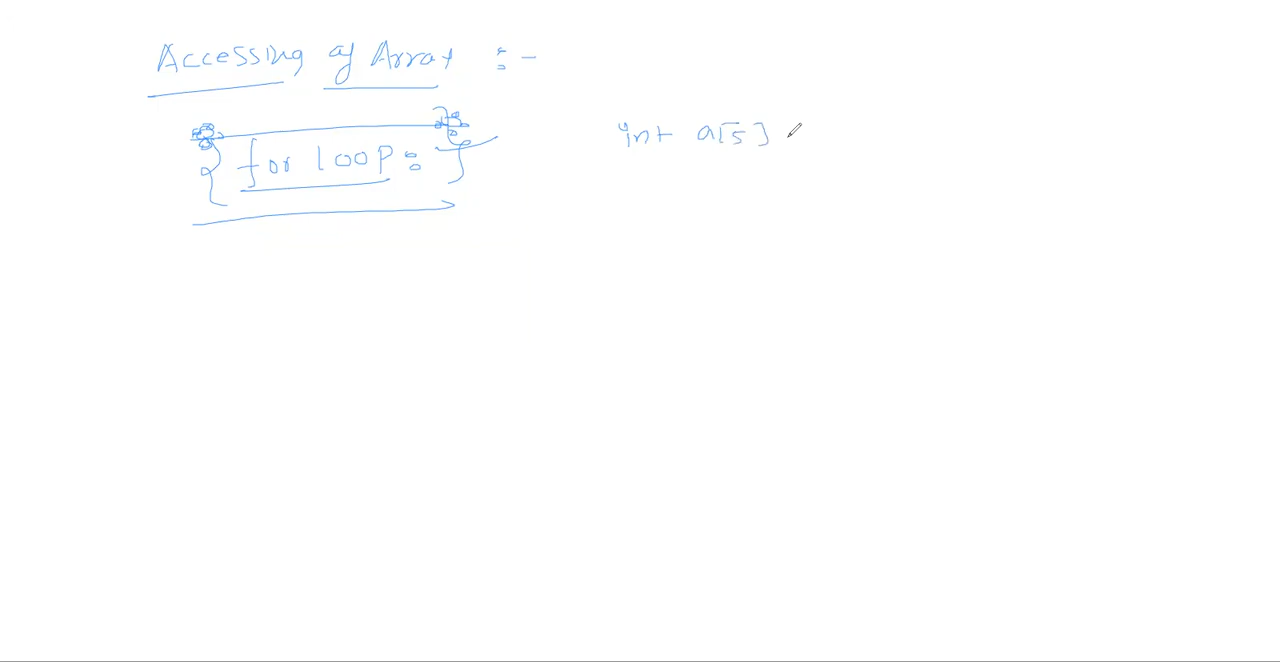 Accessing of Array :-
{ for loop : }
int a[5]